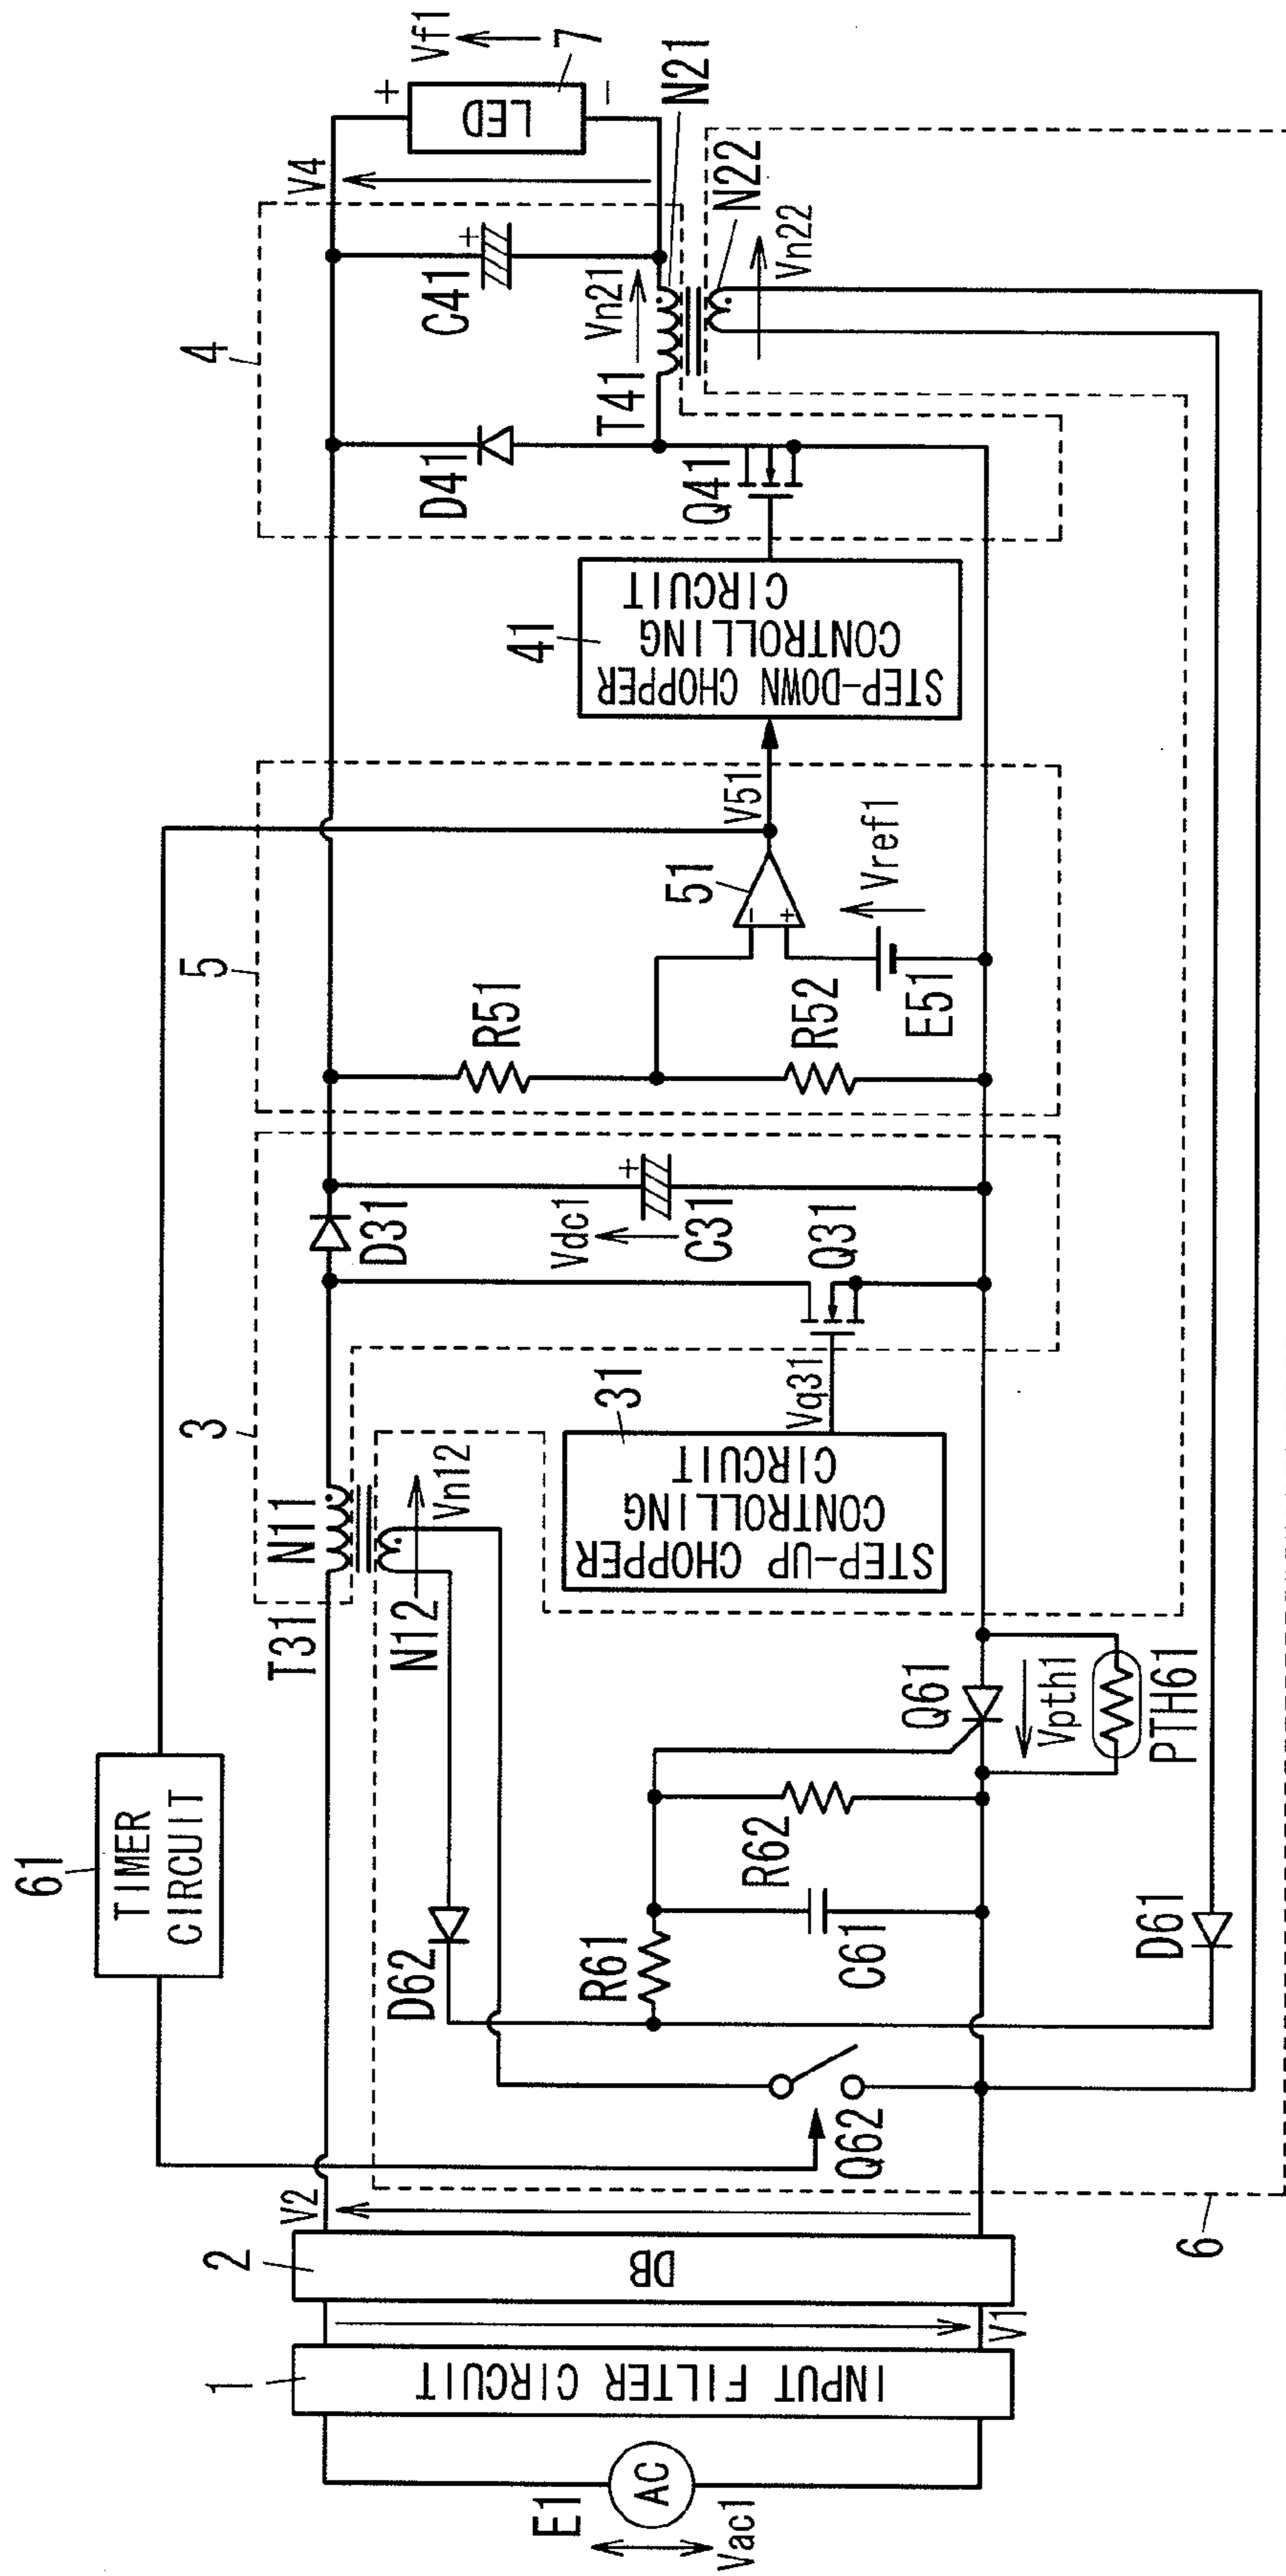 61
TIMER
CIRCUIT
3
5
4
V4
Vf1
7
LED
+
−
T31
N11
D31
R51
D41
C41
+
N12
Vn12
Vdc1
+
C31
T41
Vn21
N21
N22
Vn22
D62
31
STEP-UP CHOPPER
CONTROLLING
CIRCUIT
Vq31
Q31
R52
51
−
+
V51
41
STEP-DOWN CHOPPER
CONTROLLING
CIRCUIT
Q41
E51
Vref1
R61
C61
R62
Q61
Vpth1
PTH61
D61
Q62
6
V2
2
DB
V1
1
INPUT FILTER CIRCUIT
E1
AC
Vac1